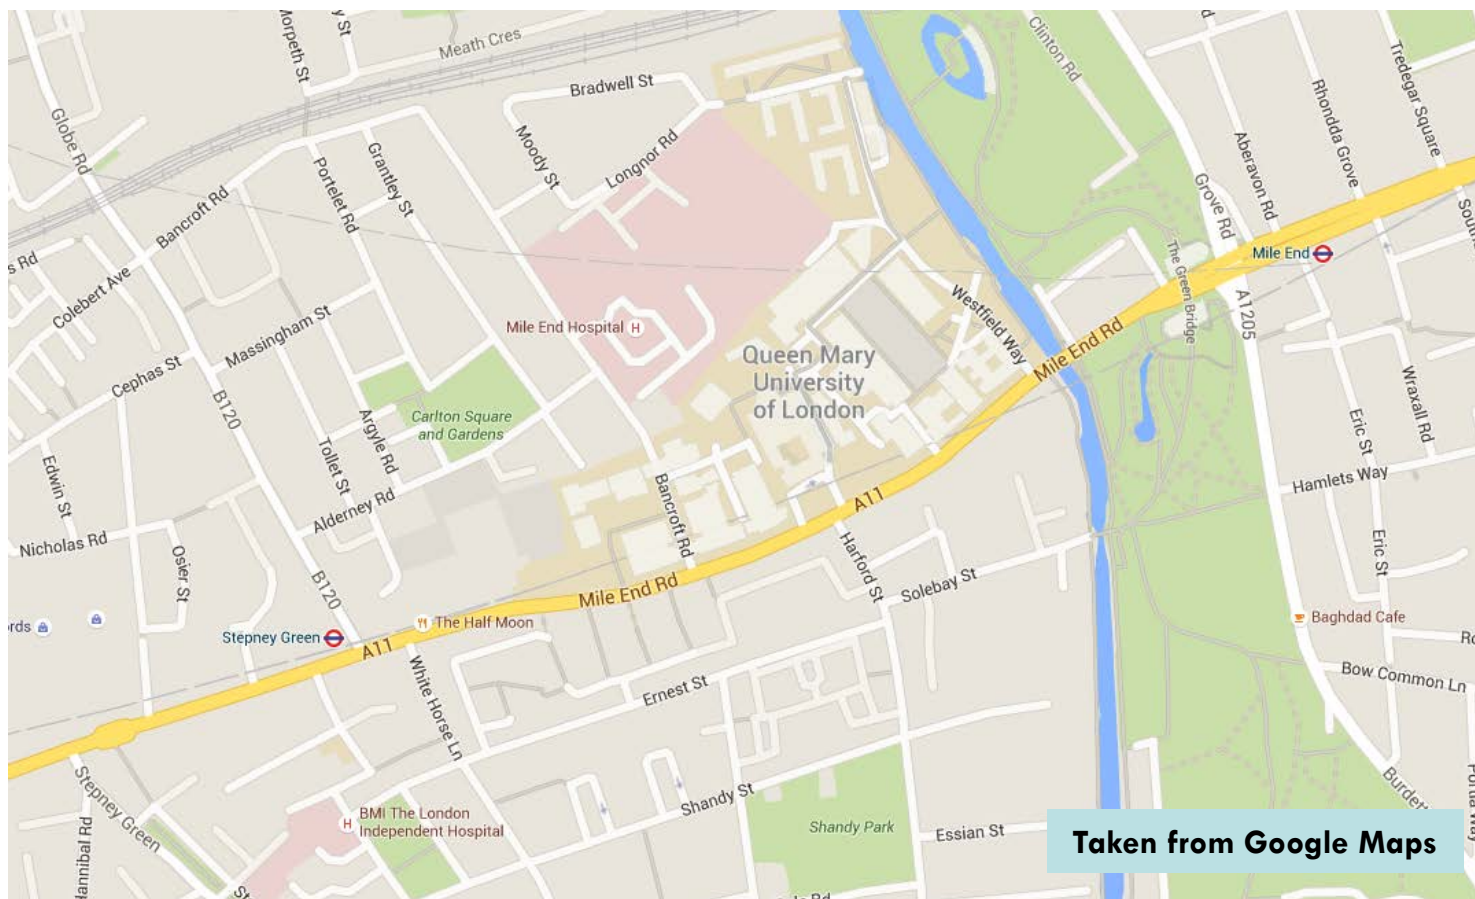 Morpeth St
y St
Meath Cres
Clinton Rd
Tredegar Square
Rhondda Grove
Bradwell St
Globe Rd
Moody St
Longnor Rd
Grantley St
Portelet Rd
Bancroft Rd
Aberavon Rd
Grove Rd
s Rd
Colebert Ave
The Green Bridge
Mile End
A1205
Massingham St
Mile End Hospital
H
Westfield Way
Mile End Rd
Queen Mary
University
of London
Cephas St
B120
Carlton Square
and Gardens
Argyle Rd
Tollet St
Wraxall Rd
Eric St
Edwin St
Alderney Rd
Bancroft Rd
A11
Hamlets Way
Nicholas Rd
Osier St
Harford St
Eric St
B120
Mile End Rd
Solebay St
rds
Stepney Green
The Half Moon
Baghdad Cafe
A11
White Horse Ln
Ernest St
Bow Common Ln
Stepney Green
Shandy St
H
BMI The London
Independent Hospital
Shandy Park
Essian St
Hannibal Rd
St
Taken from Google Maps